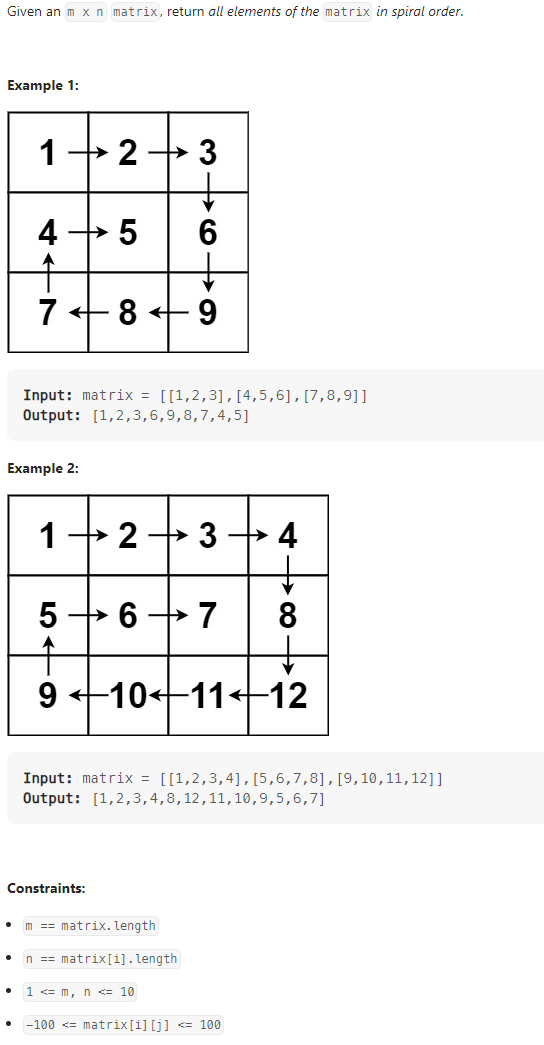 Given an m x n matrix, return all elements of the matrix in spiral order.
Example 1:
1 2 3
4 5 6
7 8 9
Input: matrix = [[1,2,3],[4,5,6],[7,8,9]]
Output: [1,2,3,6,9,8,7,4,5]
Example 2:
1 2 3 4
5 6 7 8
9 10 11 12
Input: matrix = [[1,2,3,4],[5,6,7,8],[9,10,11,12]]
Output: [1,2,3,4,8,12,11,10,9,5,6,7]
Constraints:
m == matrix.length
n == matrix[i].length
1 <= m, n <= 10
-100 <= matrix[i][j] <= 100